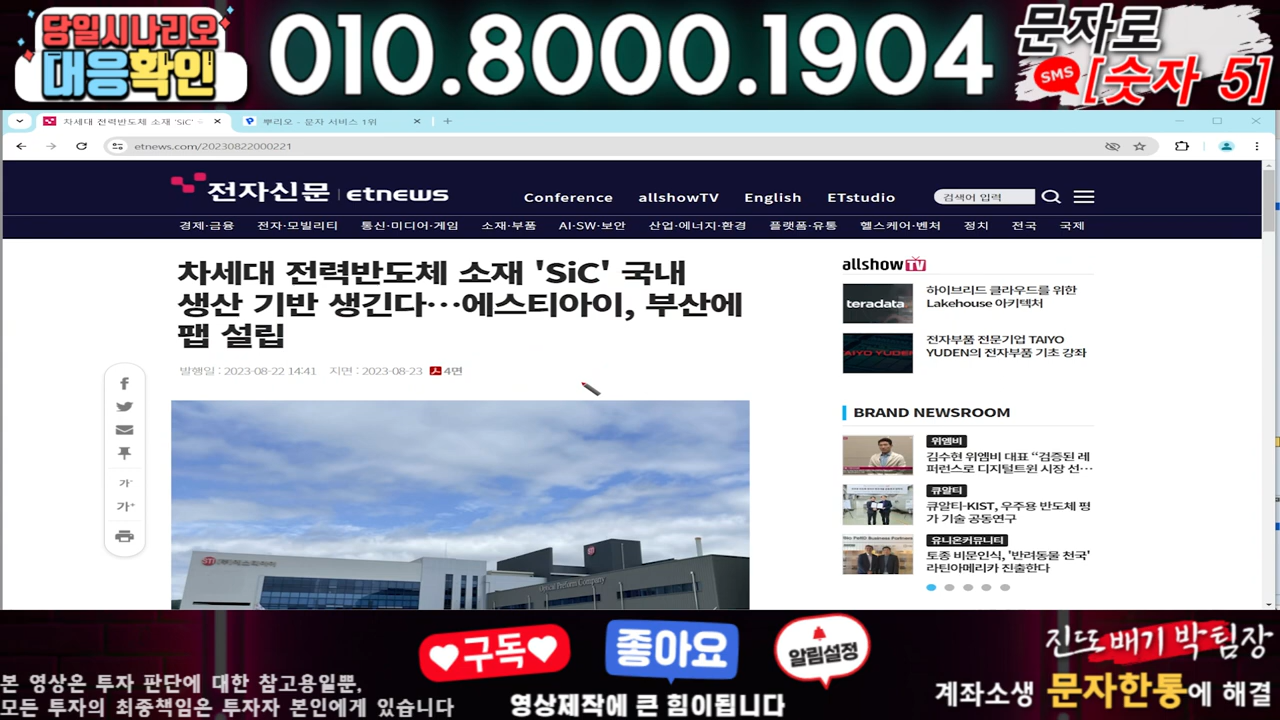 당일시나리오
대응확인
010.8000.1904
문자로
SMS
[숫자 5]
차세대 전력반도체 소재 'SiC' 국
뿌리오 - 문자 서비스 1위
etnews.com/20230822000221
전자신문 | etnews
Conference
allshowTV
English
ETstudio
검색어 입력
경제·금융
전자·모빌리티
통신·미디어·게임
소재·부품
AI·SW·보안
산업·에너지·환경
플랫폼·유통
헬스케어·벤처
정치
전국
국제
차세대 전력반도체 소재 'SiC' 국내
생산 기반 생긴다…에스티아이, 부산에
팹 설립
발행일 : 2023-08-22 14:41
지면 : 2023-08-23
4면
가-
가+
allshowTV
teradata
하이브리드 클라우드를 위한
Lakehouse 아키텍처
TAIYO YUDEN
전자부품 전문기업 TAIYO
YUDEN의 전자부품 기초 강좌
BRAND NEWSROOM
위엠비
김수현 위엠비 대표 “검증된 레
퍼런스로 디지털트윈 시장 선…
큐알티
큐알티-KIST, 우주용 반도체 평
가 기술 공동연구
유니온커뮤니티
토종 비문인식, '반려동물 천국'
라틴아메리카 진출한다
Optical Perform Company
구독
좋아요
알림설정
영상제작에 큰 힘이됩니다
본 영상은 투자 판단에 대한 참고용일뿐,
모든 투자의 최종책임은 투자자 본인에게 있습니다
진또배기 박팀장
계좌소생 문자한통에 해결